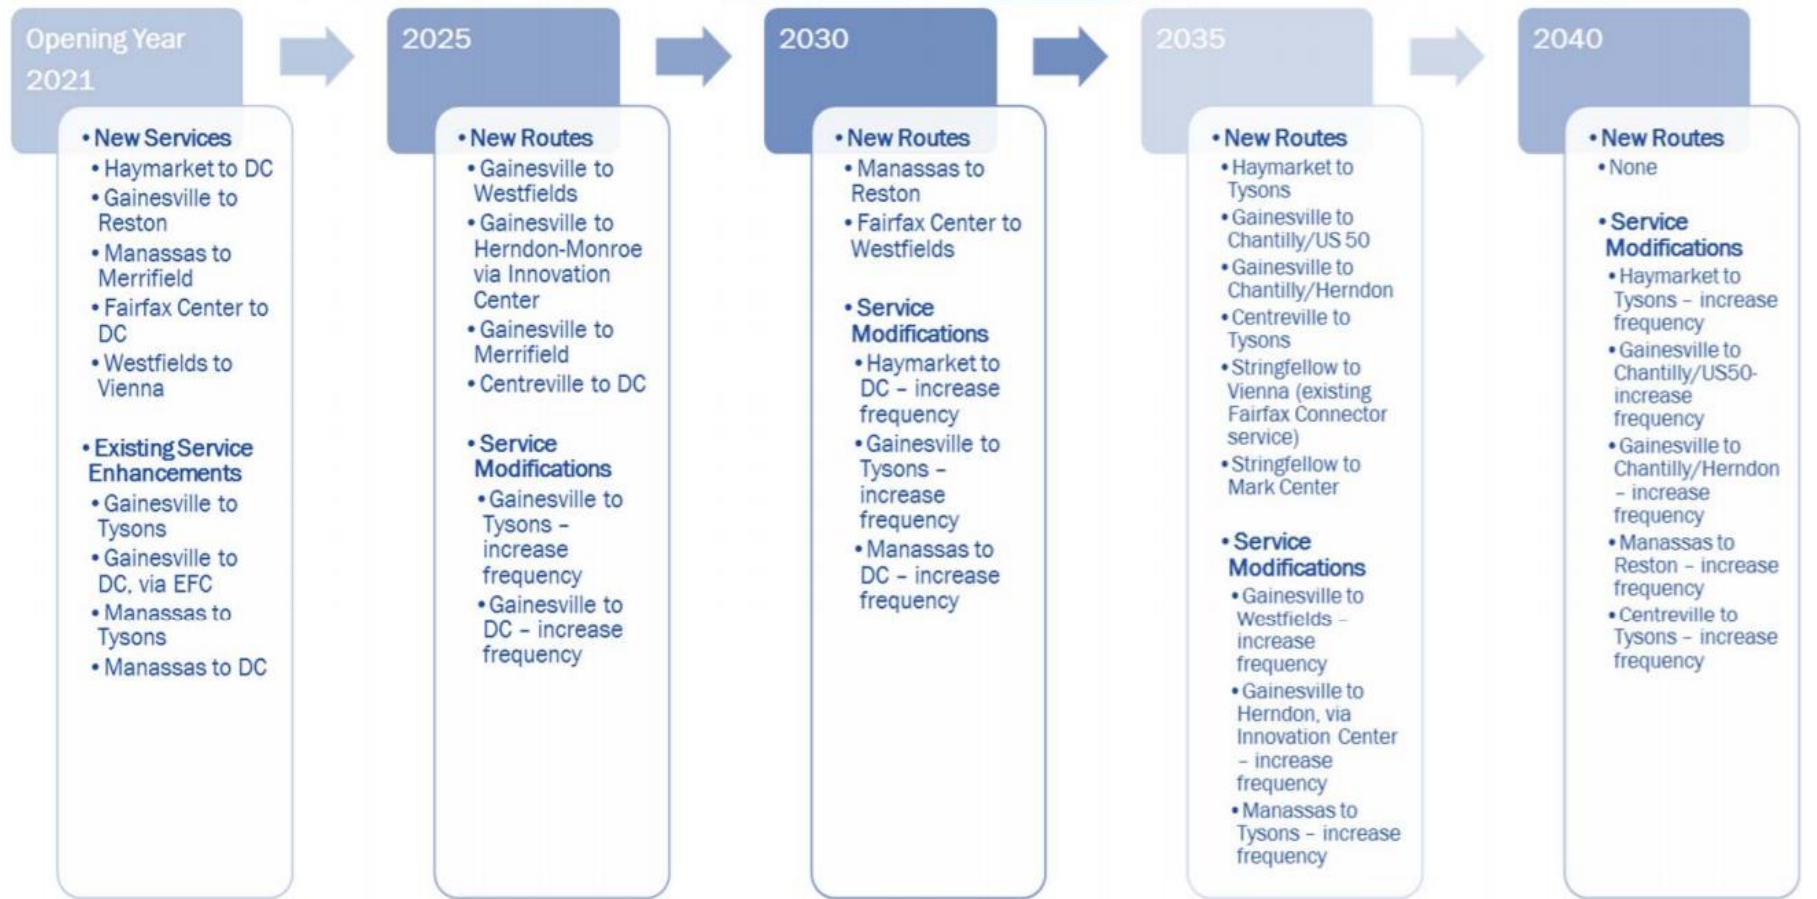 Opening Year
2021
• New Services
• Haymarket to DC
• Gainesville to
Reston
• Manassas to
Merrifield
• Fairfax Center to
DC
• Westfields to
Vienna
• Existing Service
Enhancements
• Gainesville to
Tysons
• Gainesville to
DC, via EFC
• Manassas to
Tysons
• Manassas to DC
2025
• New Routes
• Gainesville to
Westfields
• Gainesville to
Herndon-Monroe
via Innovation
Center
• Gainesville to
Merrifield
• Centreville to DC
• Service
Modifications
• Gainesville to
Tysons –
increase
frequency
• Gainesville to
DC – increase
frequency
2030
• New Routes
• Manassas to
Reston
• Fairfax Center to
Westfields
• Service
Modifications
• Haymarket to
DC – increase
frequency
• Gainesville to
Tysons –
increase
frequency
• Manassas to
DC – increase
frequency
2035
• New Routes
• Haymarket to
Tysons
• Gainesville to
Chantilly/US 50
• Gainesville to
Chantilly/Herndon
• Centreville to
Tysons
• Stringfellow to
Vienna (existing
Fairfax Connector
service)
• Stringfellow to
Mark Center
• Service
Modifications
• Gainesville to
Westfields –
increase
frequency
• Gainesville to
Herndon, via
Innovation Center
– increase
frequency
• Manassas to
Tysons – increase
frequency
2040
• New Routes
• None
• Service
Modifications
• Haymarket to
Tysons – increase
frequency
• Gainesville to
Chantilly/US50-
increase
frequency
• Gainesville to
Chantilly/Herndon
– increase
frequency
• Manassas to
Reston – increase
frequency
• Centreville to
Tysons – increase
frequency